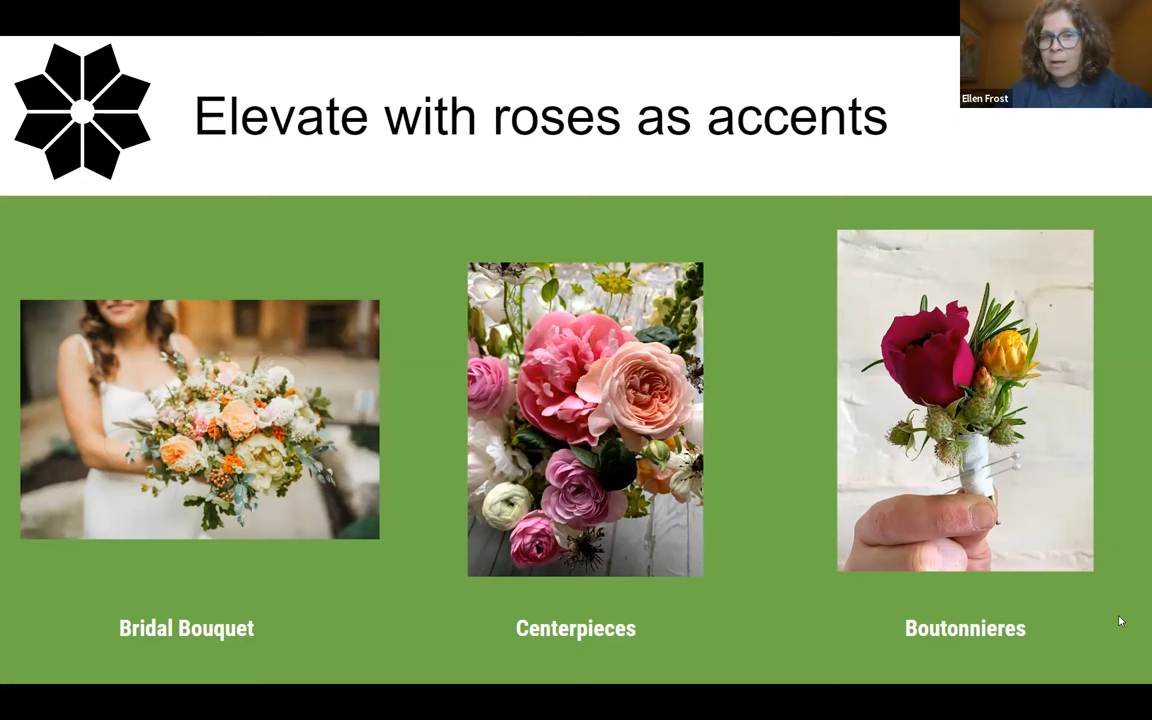 Elevate with roses as accents
Ellen Frost
Bridal Bouquet
Centerpieces
Boutonnieres